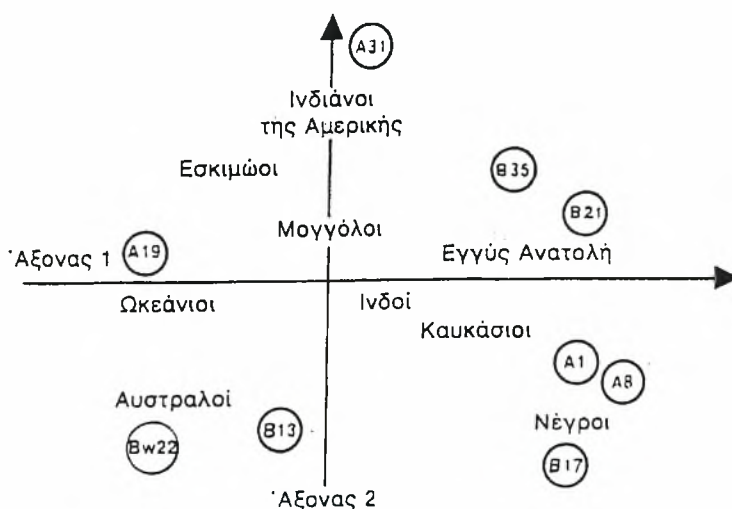 A31
Ινδιάνοι
της Αμερικής
Εσκιμώοι
B35
B21
Μογγόλοι
A19
Εγγύς Ανατολή
Άξονας 1
Ωκεάνιοι
Ινδοί
Καυκάσιοι
A1
A8
Αυστραλοί
Νέγροι
B13
Bw22
B17
Άξονας 2